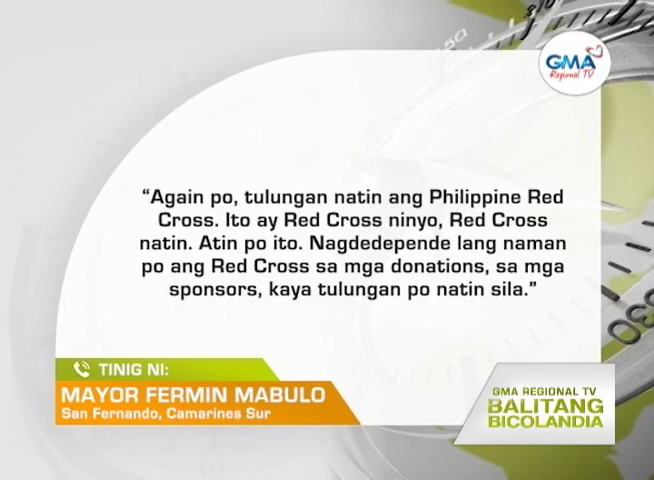 GMA
Regional TV
“Again po, tulungan natin ang Philippine Red
Cross. Ito ay Red Cross ninyo, Red Cross
natin. Atin po ito. Nagdedepende lang naman
po ang Red Cross sa mga donations, sa mga
sponsors, kaya tulungan po natin sila.”
TINIG NI:
MAYOR FERMIN MABULO
San Fernando, Camarines Sur
GMA REGIONAL TV
BALITANG
BICOLANDIA